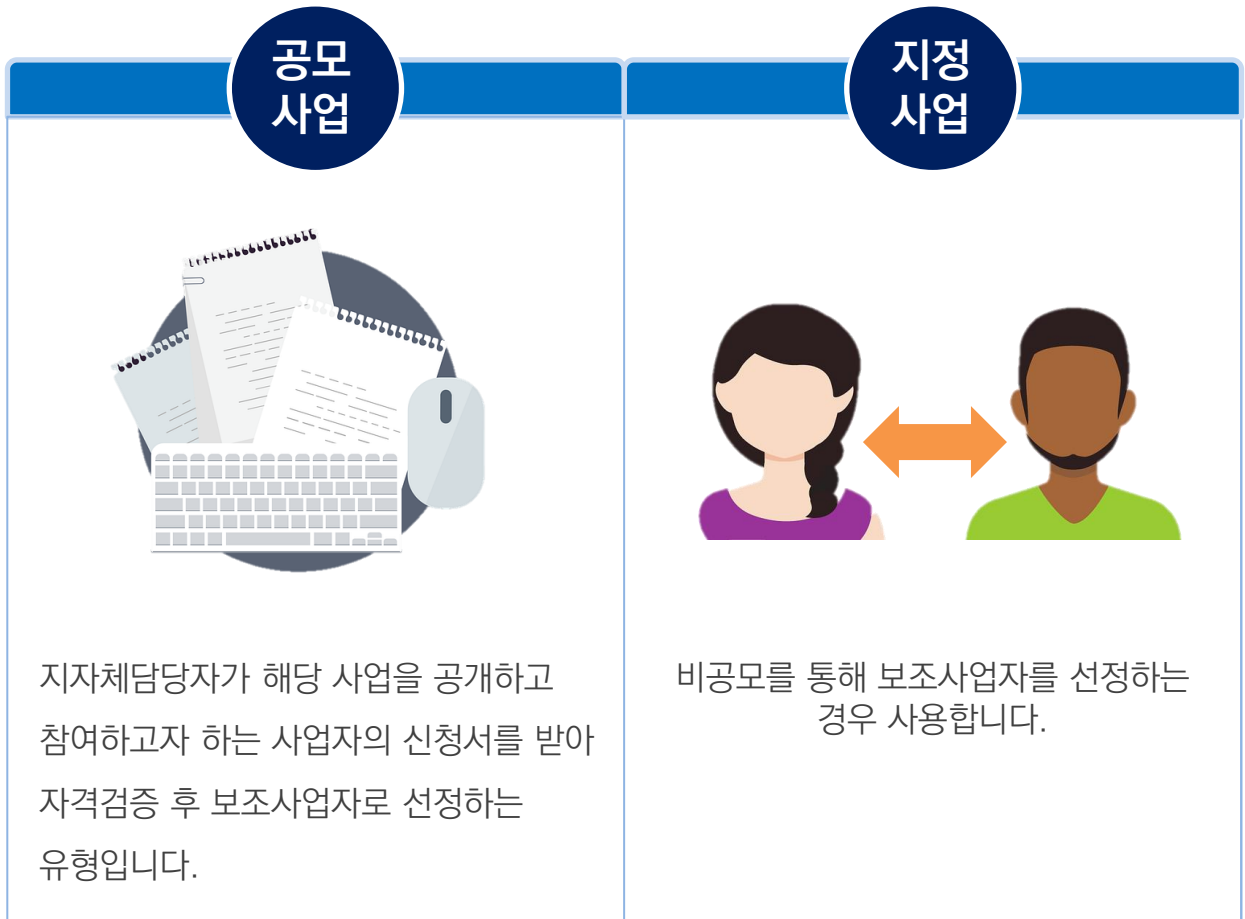 공모
사업
지자체담당자가 해당 사업을 공개하고
참여하고자 하는 사업자의 신청서를 받아
자격검증 후 보조사업자로 선정하는
유형입니다.
지정
사업
비공모를 통해 보조사업자를 선정하는
경우 사용합니다.